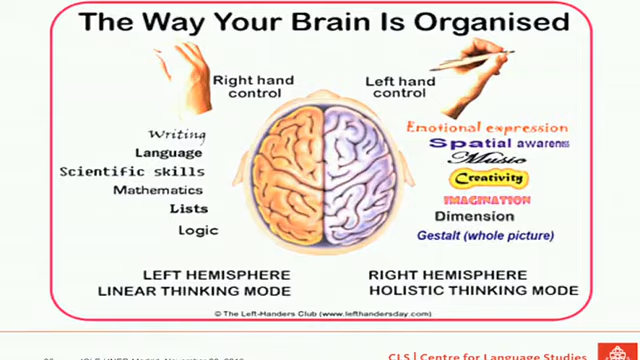 The Way Your Brain Is Organised
Right hand
control
Left hand
control
Writing
Language
Scientific skills
Mathematics
Lists
Logic
Emotional expression
Spatial awareness
Music
Creativity
IMAGINATION
Dimension
Gestalt (whole picture)
LEFT HEMISPHERE
LINEAR THINKING MODE
RIGHT HEMISPHERE
HOLISTIC THINKING MODE
© The Left-Handers Club (www.lefthandersday.com)
CLS | Centre for Language Studies